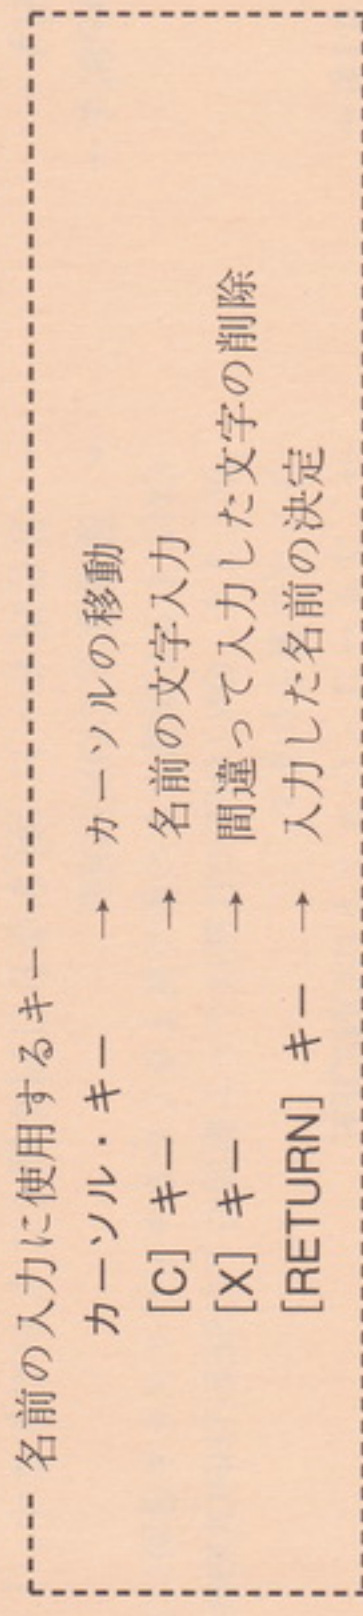 名前の入力に使用するキー
カーソル・キー → カーソルの移動
[C] キー → 名前の文字入力
[X] キー → 間違って入力した文字の削除
[RETURN] キー → 入力した名前の決定